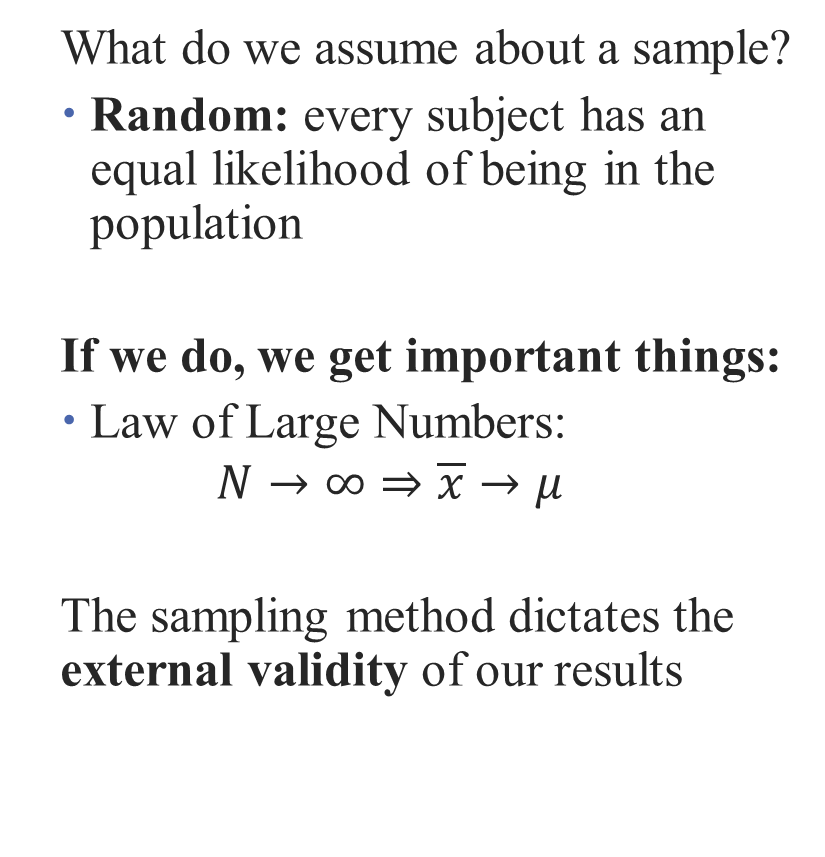 What do we assume about a sample?
• Random: every subject has an
equal likelihood of being in the
population
If we do, we get important things:
• Law of Large Numbers:
N → ∞ ⇒ x̅ → μ
The sampling method dictates the
external validity of our results